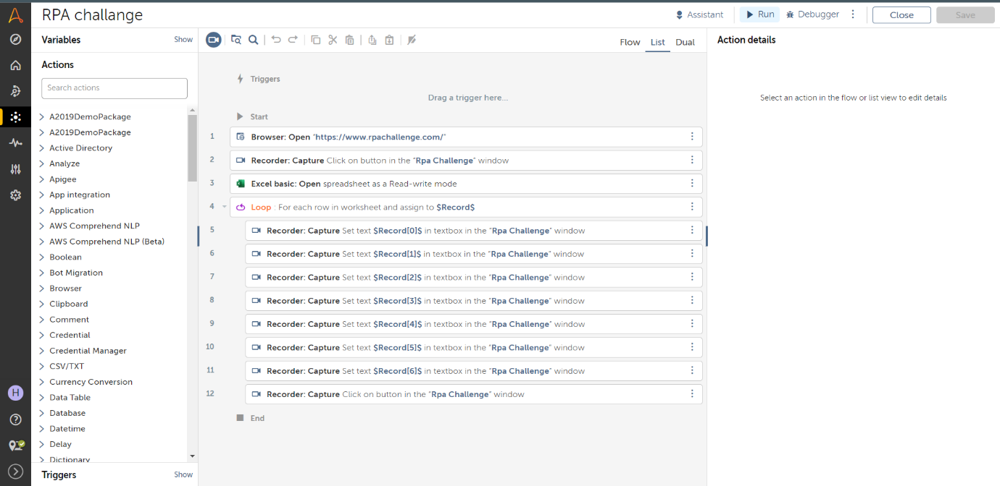 RPA challange
Assistant
Run
Debugger
Close
Save
Variables
Show
Actions
Search actions
A2019DemoPackage
A2019DemoPackage
Active Directory
Analyze
Apigee
App integration
Application
AWS Comprehend NLP
AWS Comprehend NLP (Beta)
Boolean
Bot Migration
Browser
Clipboard
Comment
Credential
Credential Manager
CSV/TXT
Currency Conversion
Data Table
Database
Datetime
Delay
Dictionary
Triggers
Show
H
Flow
List
Dual
Triggers
Drag a trigger here...
Start
1 Browser: Open "https://www.rpachallenge.com/"
2 Recorder: Capture Click on button in the "Rpa Challenge" window
3 Excel basic: Open spreadsheet as a Read-write mode
4 Loop : For each row in worksheet and assign to $Record$
5 Recorder: Capture Set text $Record[0]$ in textbox in the "Rpa Challenge" window
6 Recorder: Capture Set text $Record[1]$ in textbox in the "Rpa Challenge" window
7 Recorder: Capture Set text $Record[2]$ in textbox in the "Rpa Challenge" window
8 Recorder: Capture Set text $Record[3]$ in textbox in the "Rpa Challenge" window
9 Recorder: Capture Set text $Record[4]$ in textbox in the "Rpa Challenge" window
10 Recorder: Capture Set text $Record[5]$ in textbox in the "Rpa Challenge" window
11 Recorder: Capture Set text $Record[6]$ in textbox in the "Rpa Challenge" window
12 Recorder: Capture Click on button in the "Rpa Challenge" window
End
Action details
Select an action in the flow or list view to edit details